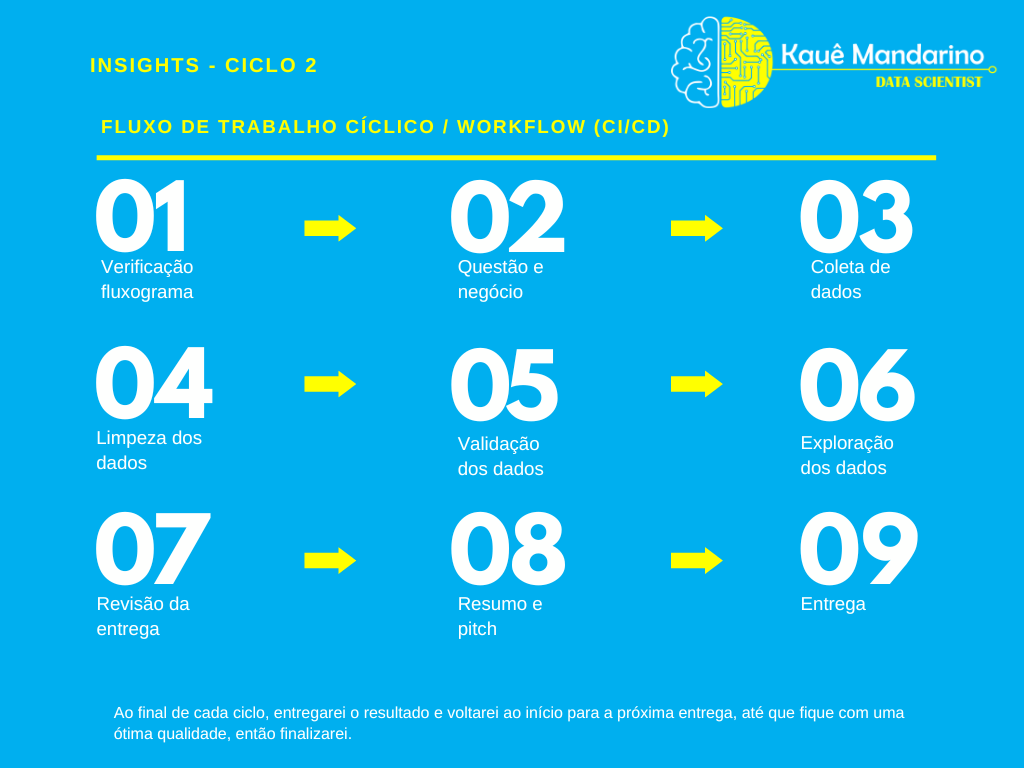 INSIGHTS - CICLO 2
Kauê Mandarino
DATA SCIENTIST
FLUXO DE TRABALHO CÍCLICO / WORKFLOW (CI/CD)
01
Verificação
fluxograma
02
Questão e
negócio
03
Coleta de
dados
04
Limpeza dos
dados
05
Validação
dos dados
06
Exploração
dos dados
07
Revisão da
entrega
08
Resumo e
pitch
09
Entrega
Ao final de cada ciclo, entregarei o resultado e voltarei ao início para a próxima entrega, até que fique com uma
ótima qualidade, então finalizarei.